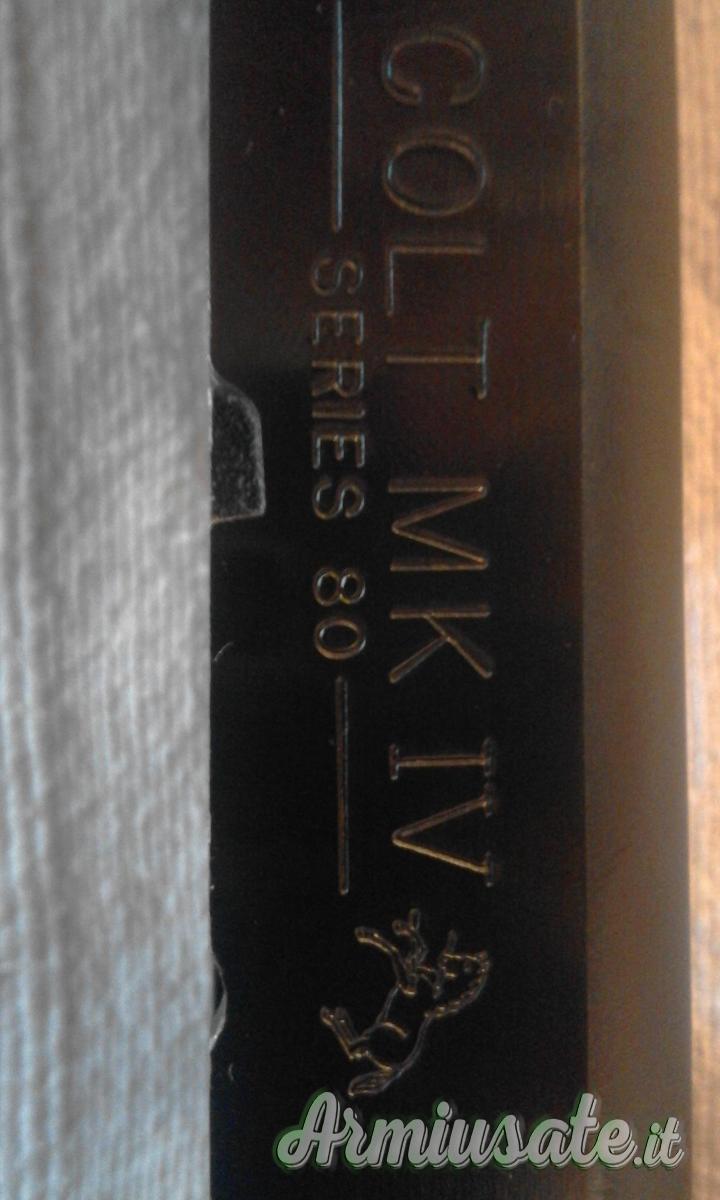 COLT MK IV
SERIES 80
Armiusate.it